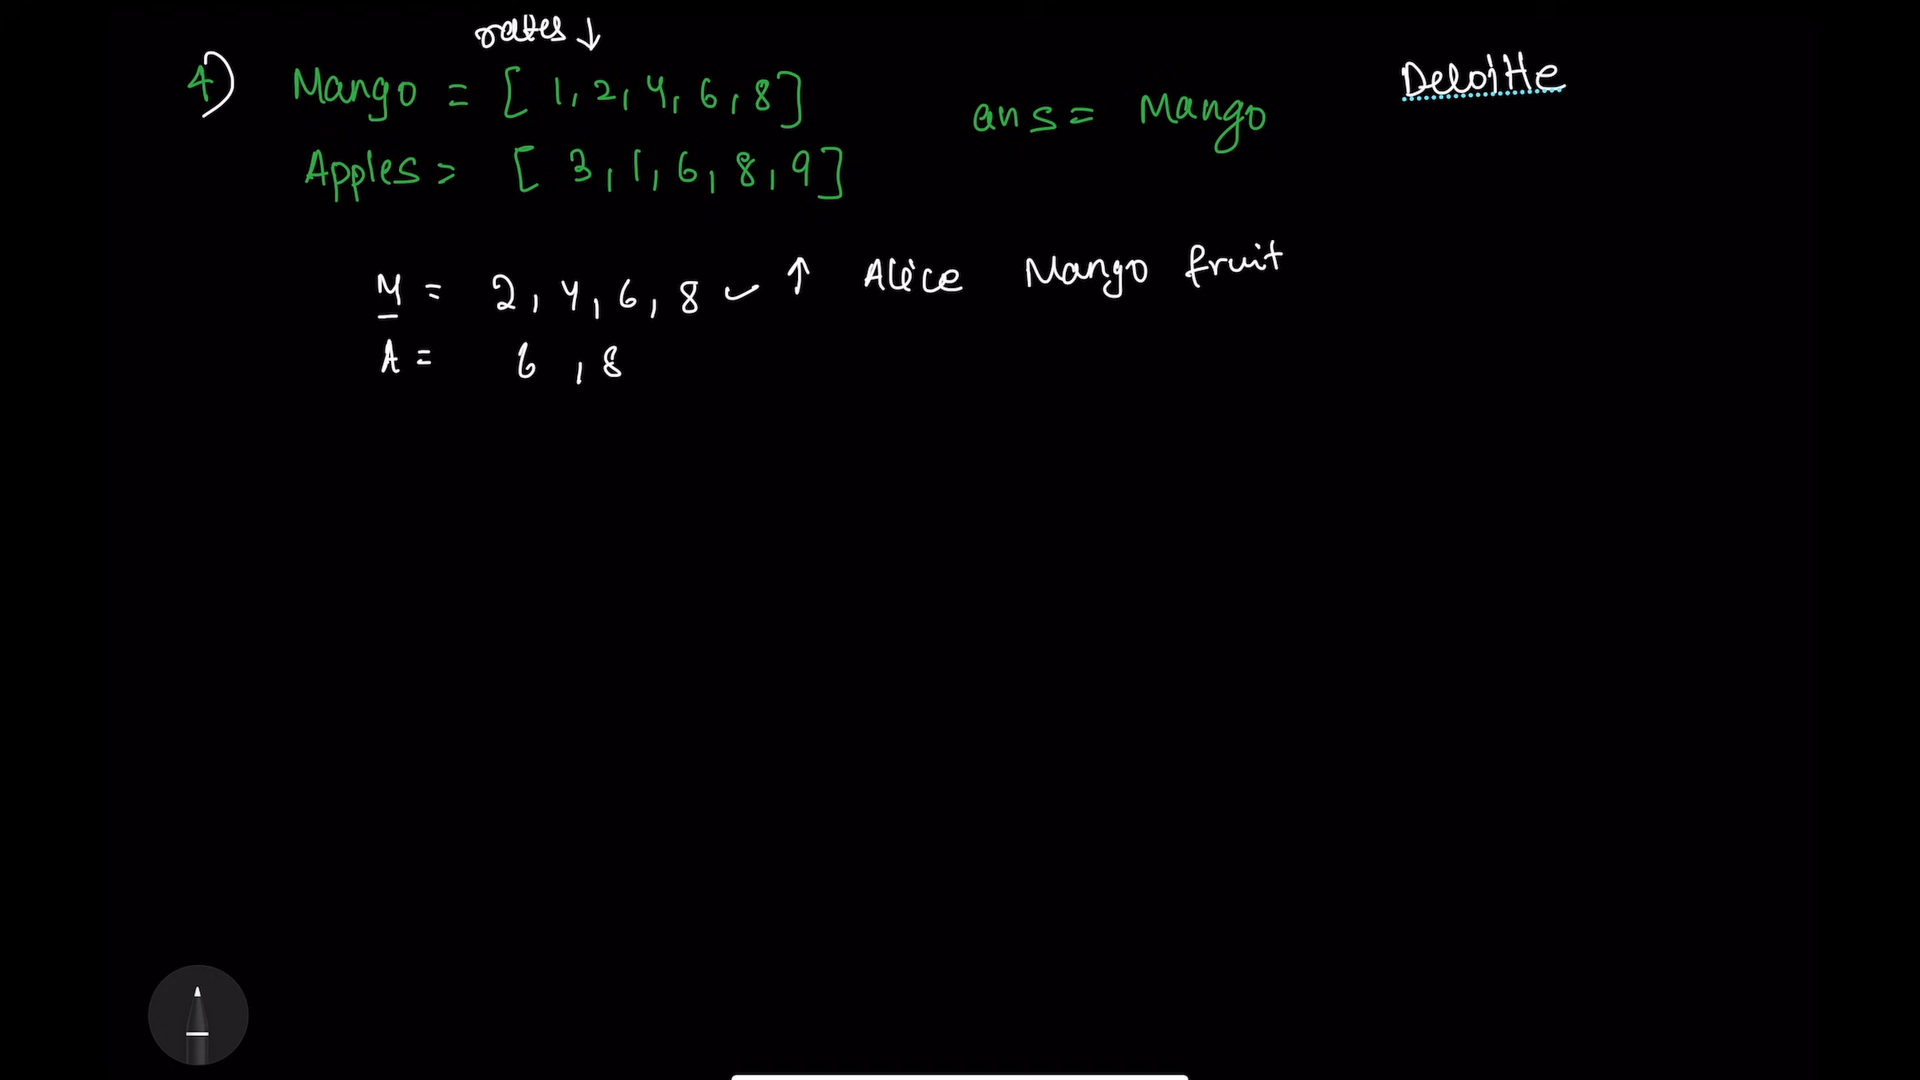 rates ↓
4) Mango = [ 1, 2, 4, 6, 8 ]
ans = Mango
Deloitte
Apples = [ 3, 1, 6, 8, 9 ]
M = 2, 4, 6, 8 ✓ ↑ Alice Mango fruit
A = 6, 8